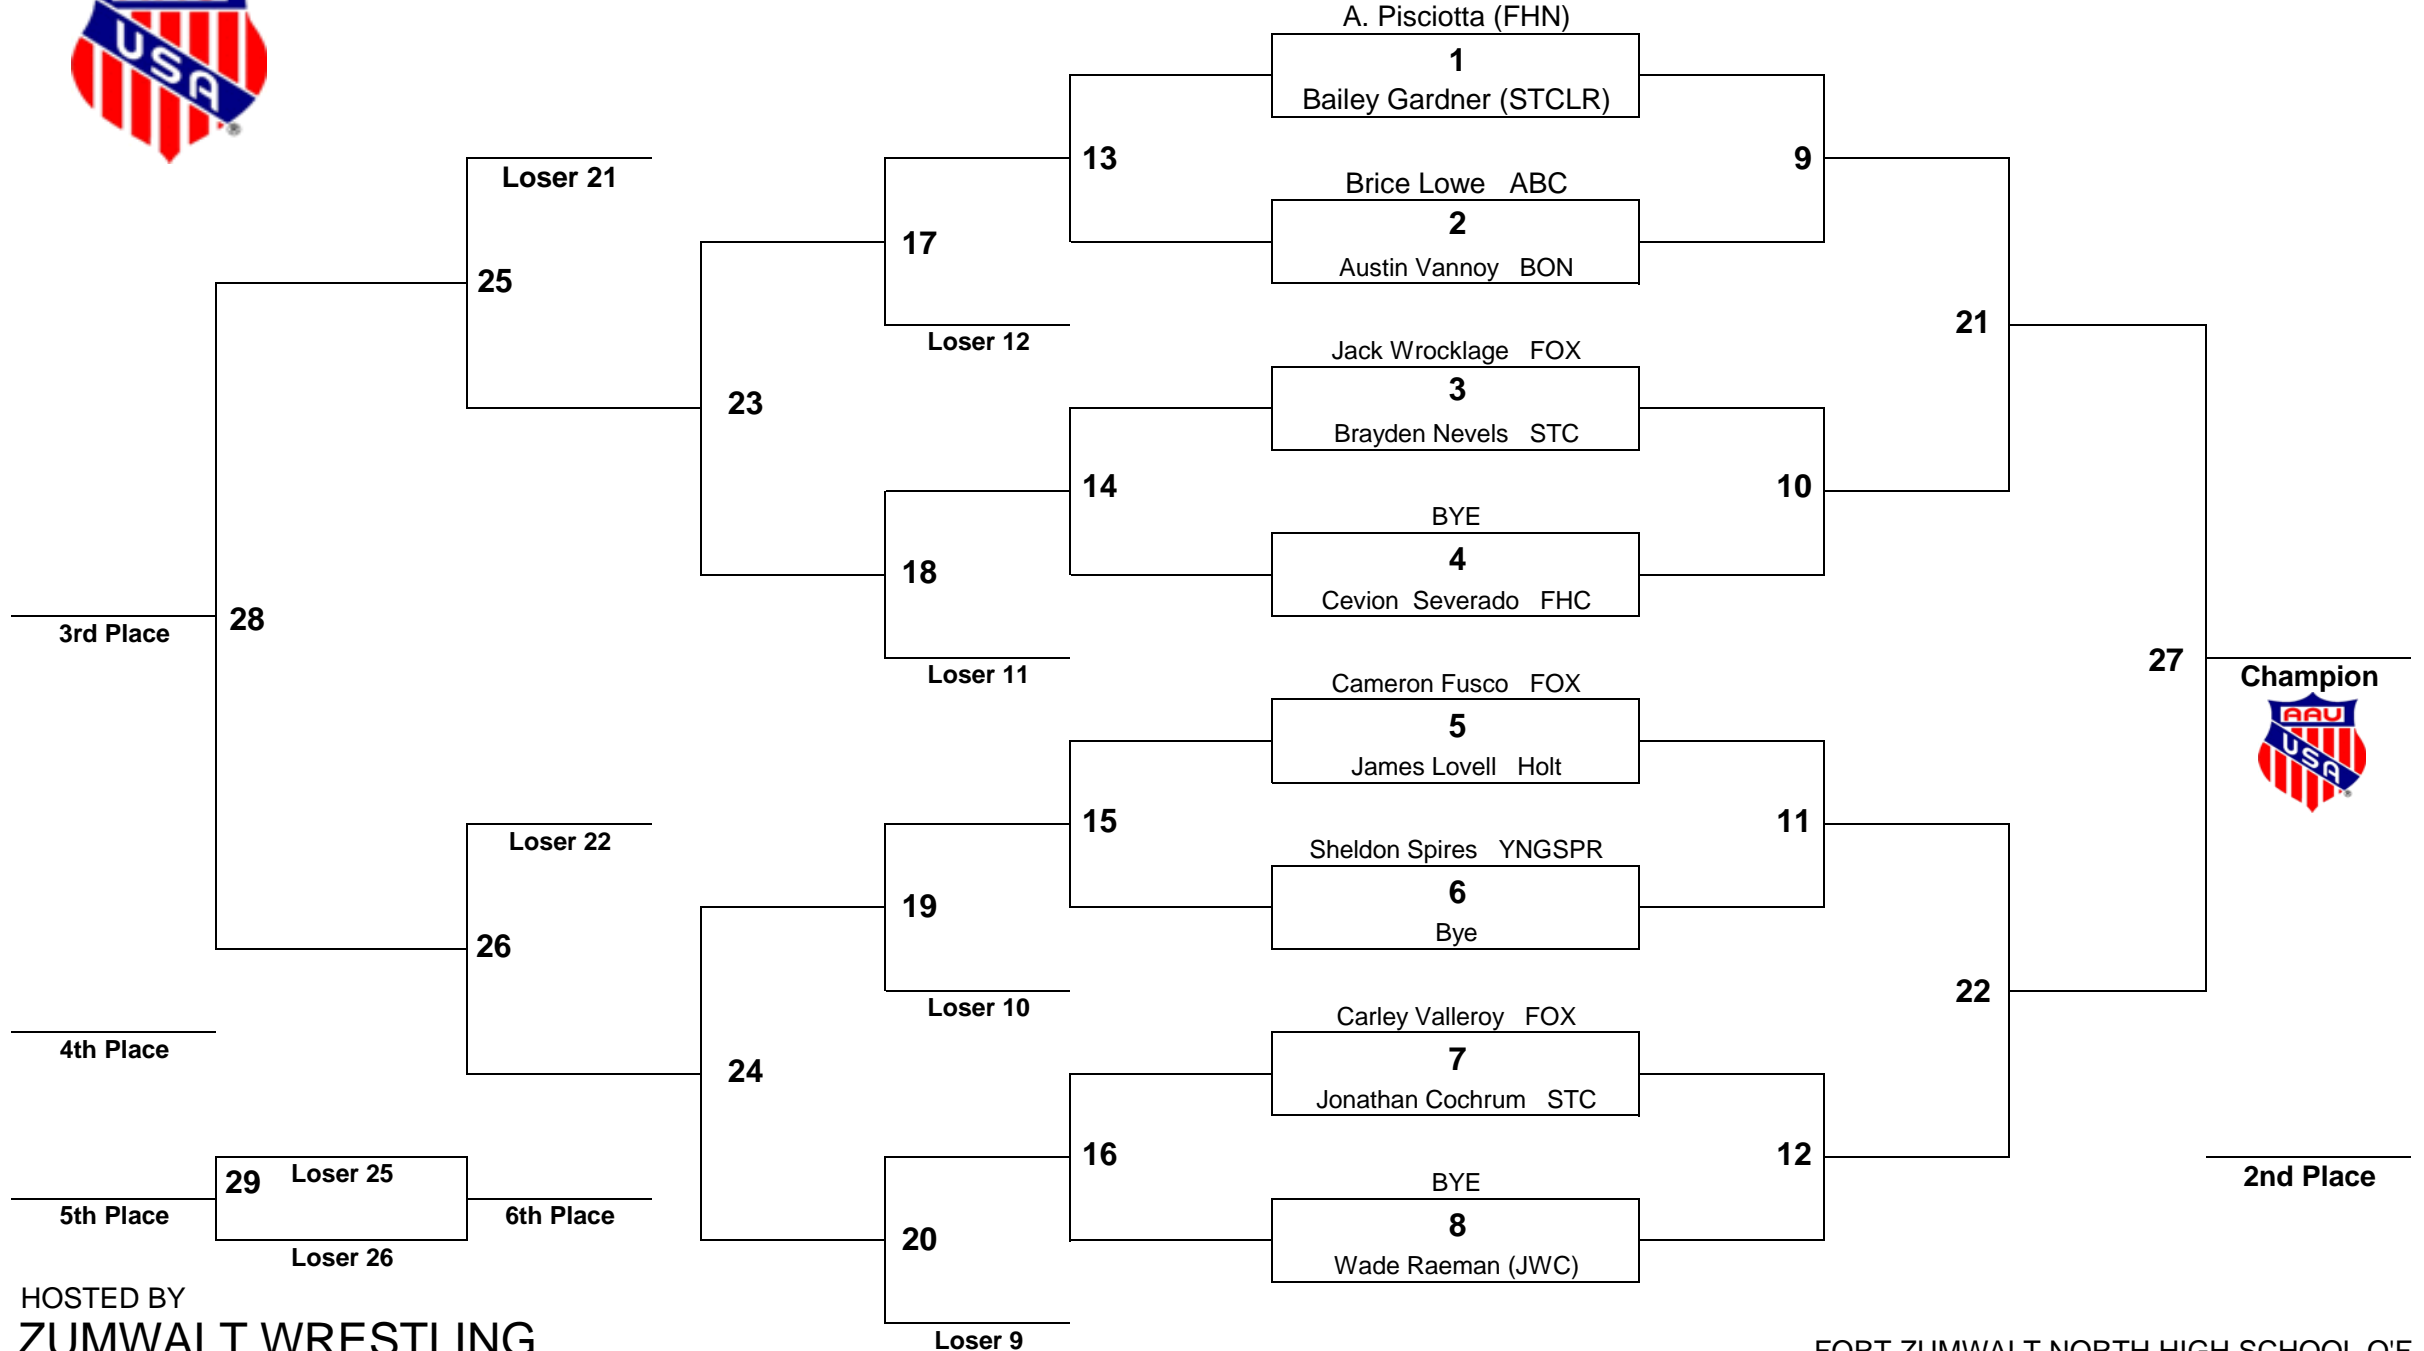 USA
A. Pisciotta (FHN)
1
Bailey Gardner (STCLR)
13
9
Loser 21
Brice Lowe ABC
2
17
Austin Vannoy BON
25
21
Loser 12
Jack Wrocklage FOX
3
23
Brayden Nevels STC
14
10
BYE
4
18
Cevion Severado FHC
28
3rd Place
27
Loser 11
Champion
Cameron Fusco FOX
AAU
USA
5
James Lovell Holt
15
11
Loser 22
Sheldon Spires YNGSPR
6
19
Bye
26
22
Loser 10
Carley Valleroy FOX
4th Place
7
24
Jonathan Cochrum STC
16
12
29 Loser 25
BYE
2nd Place
5th Place
6th Place
8
20
Loser 26
Wade Raeman (JWC)
HOSTED BY
ZUMWALT WRESTLING
Loser 9
FORT ZUMWALT NORTH HIGH SCHOOL